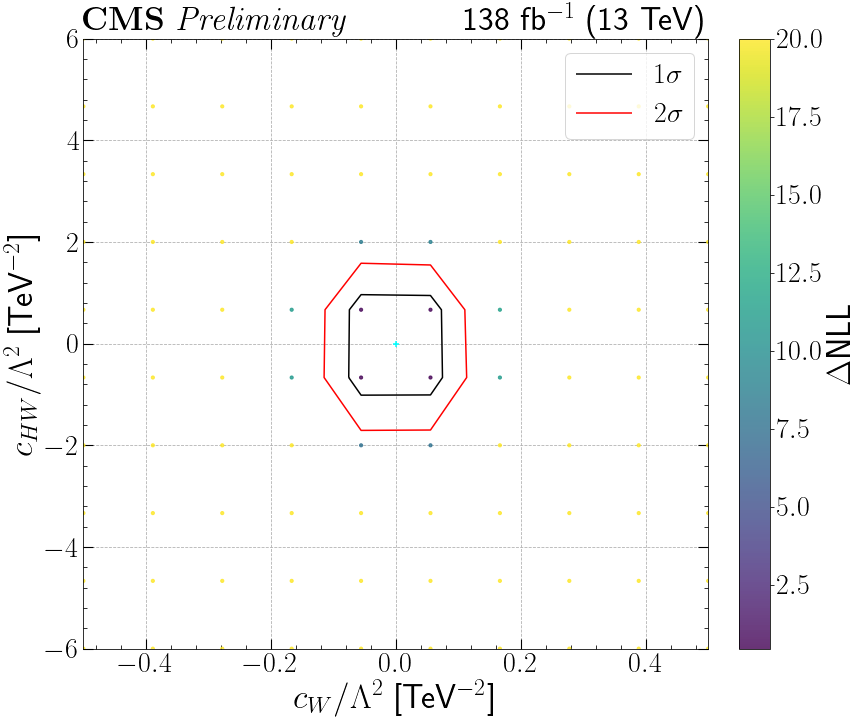 CMS Preliminary 138 fb⁻¹ (13 TeV)
1σ
2σ
6
4
2
0
−2
−4
−6
c_{HW}/Λ² [TeV⁻²]
−0.4 −0.2 0.0 0.2 0.4
c_W/Λ² [TeV⁻²]
20.0
17.5
15.0
12.5
10.0
7.5
5.0
2.5
ΔNLL